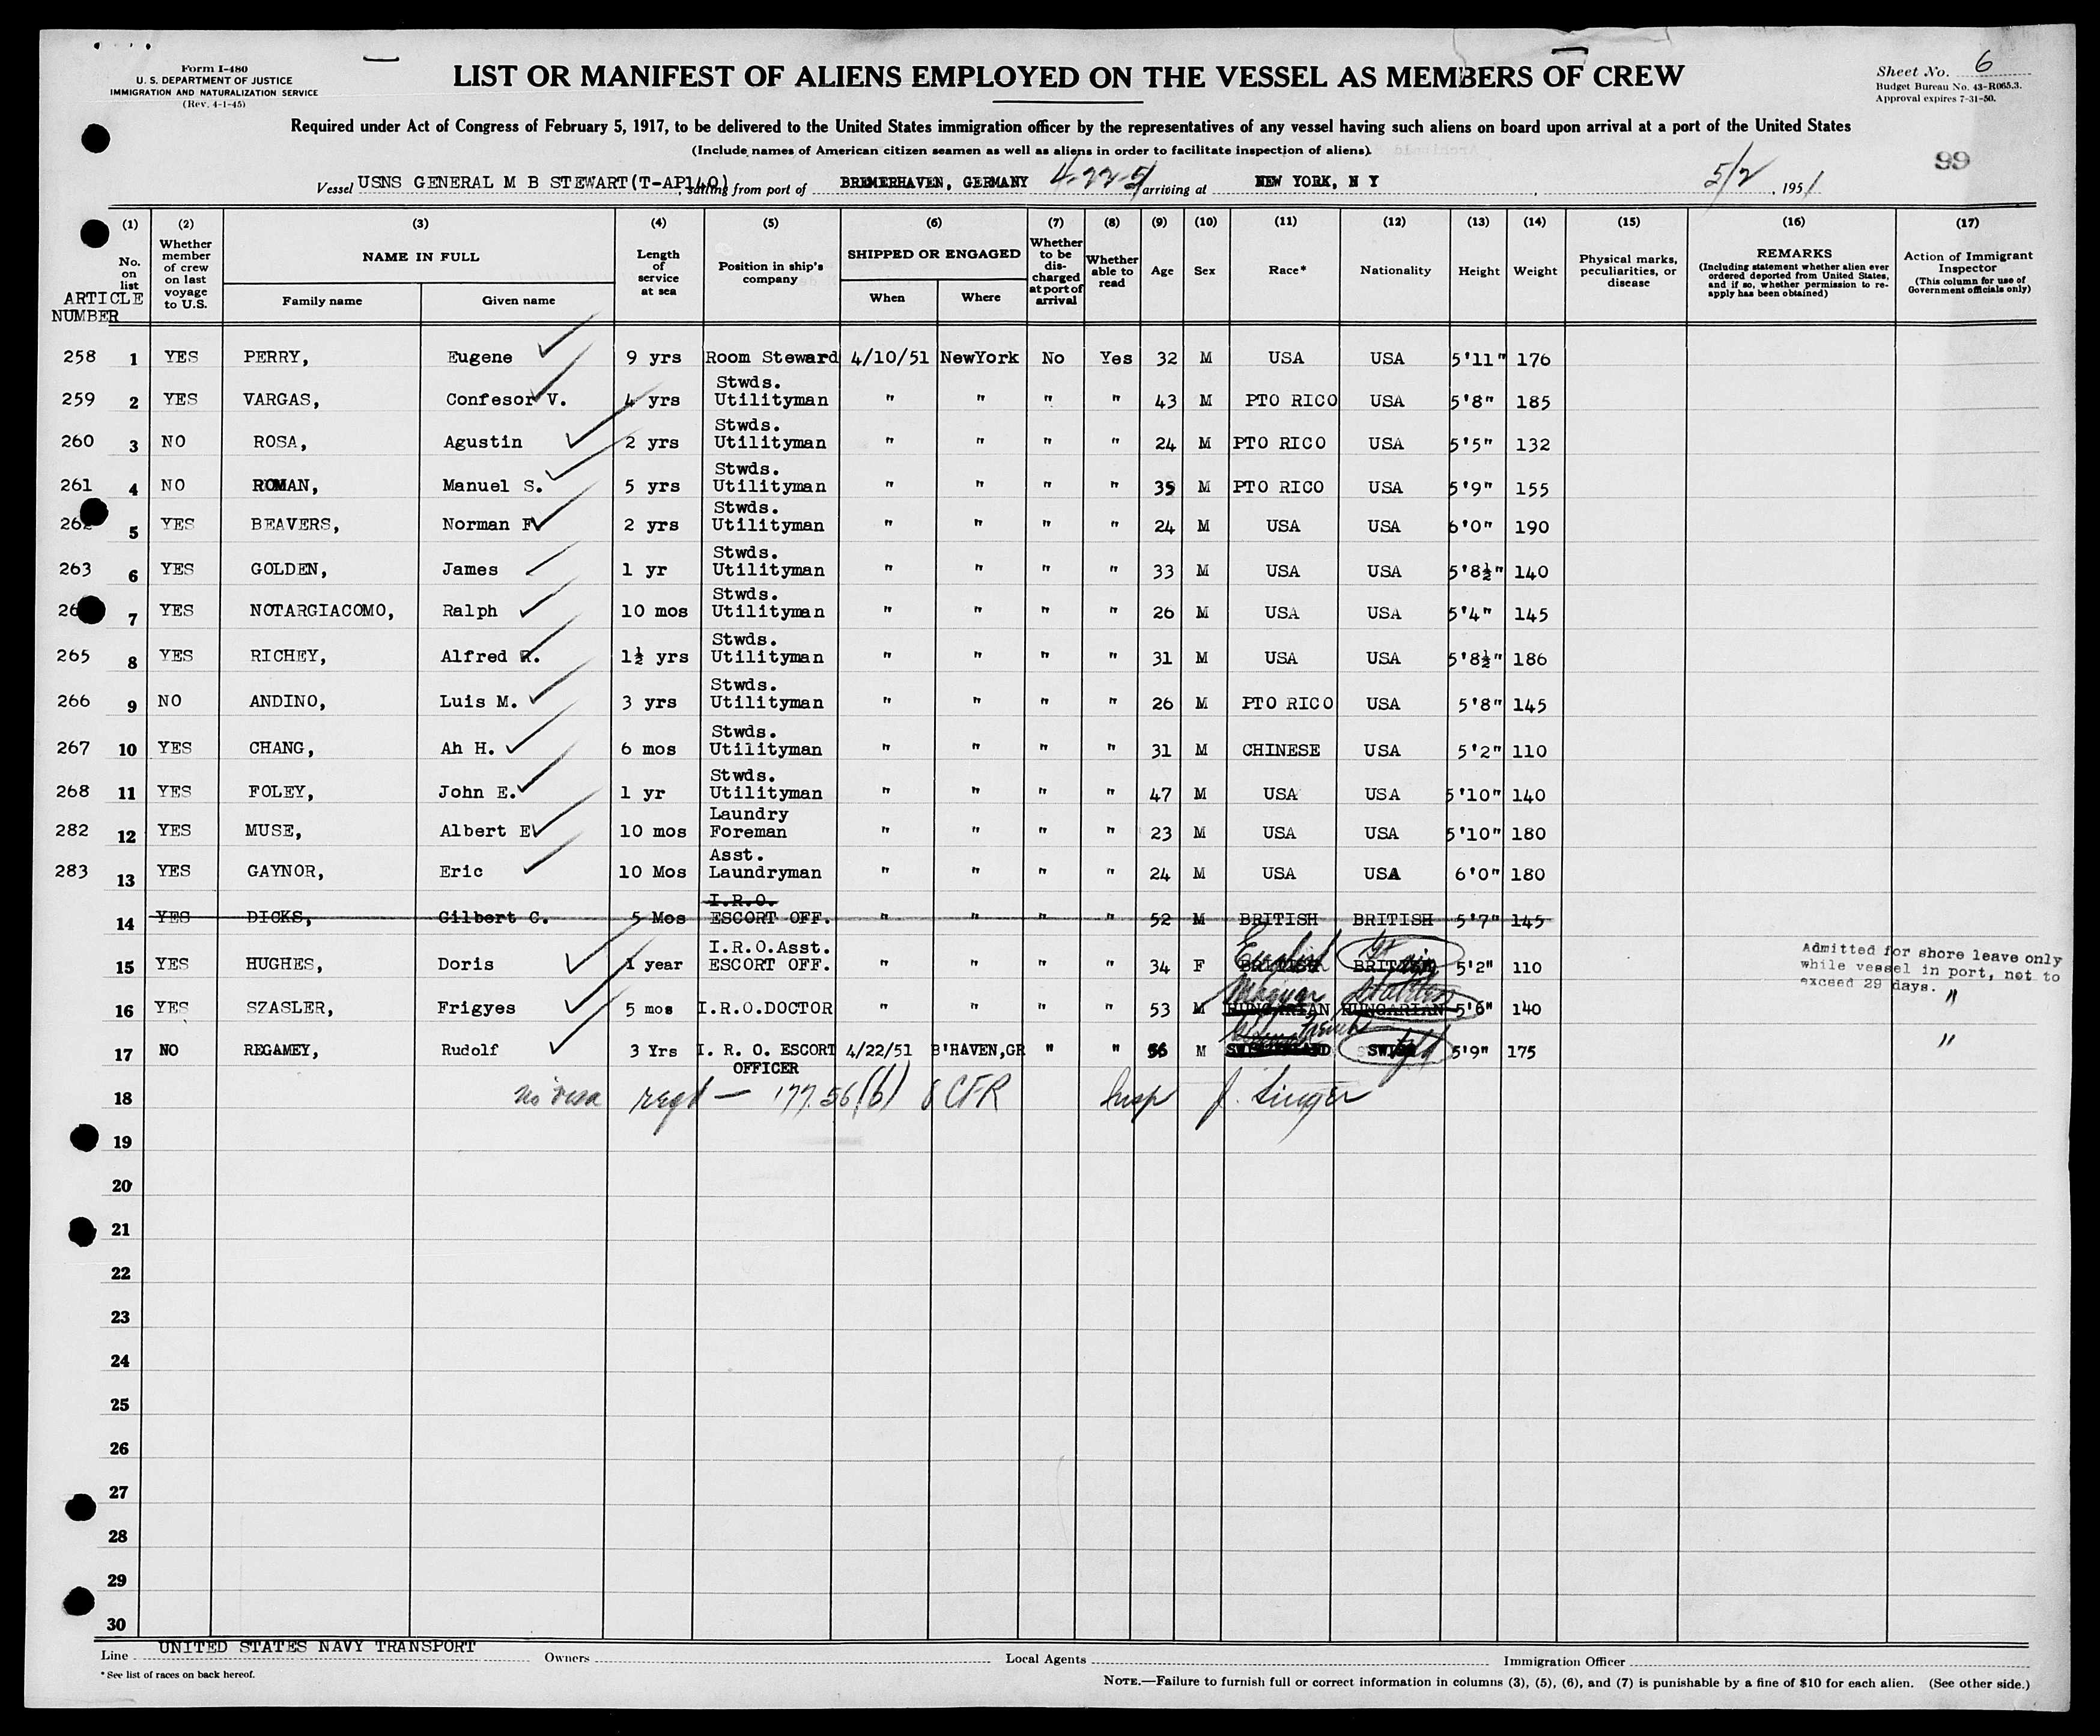 Form I-480
U. S. DEPARTMENT OF JUSTICE
IMMIGRATION AND NATURALIZATION SERVICE
(Rev. 4-1-45)
LIST OR MANIFEST OF ALIENS EMPLOYED ON THE VESSEL AS MEMBERS OF CREW
Sheet No. 6
Budget Bureau No. 43-R065.3.
Approval expires 7-31-50.
Required under Act of Congress of February 5, 1917, to be delivered to the United States immigration officer by the representatives of any vessel having such aliens on board upon arrival at a port of the United States
(Include names of American citizen seamen as well as aliens in order to facilitate inspection of aliens)
99
Vessel USNS GENERAL M B STEWART(T-AP140), sailing from port of BREMERHAVEN, GERMANY 4-22-51 arriving at NEW YORK, N Y 5/2, 1951
(1) (2) (3) (4) (5) (6) (7) (8) (9) (10) (11) (12) (13) (14) (15) (16) (17)
No. on list
ARTICLE NUMBER
Whether member of crew on last voyage to U.S.
NAME IN FULL
Family name Given name
Length of service at sea
Position in ship's company
SHIPPED OR ENGAGED
When Where
Whether to be discharged at port of arrival
Whether able to read
Age Sex Race* Nationality Height Weight
Physical marks, peculiarities, or disease
REMARKS
(Including statement whether alien ever ordered deported from United States, and if so, whether permission to re-apply has been obtained)
Action of Immigrant Inspector
(This column for use of Government officials only)
258 1 YES PERRY, Eugene 9 yrs Room Steward 4/10/51 NewYork No Yes 32 M USA USA 5'11" 176
259 2 YES VARGAS, Confesor V. 4 yrs Stwds. Utilityman " " " " 43 M PTO RICO USA 5'8" 185
260 3 NO ROSA, Agustin 2 yrs Stwds. Utilityman " " " " 24 M PTO RICO USA 5'5" 132
261 4 NO ROMAN, Manuel S. 5 yrs Stwds. Utilityman " " " " 35 M PTO RICO USA 5'9" 155
262 5 YES BEAVERS, Norman F. 2 yrs Stwds. Utilityman " " " " 24 M USA USA 6'0" 190
263 6 YES GOLDEN, James 1 yr Stwds. Utilityman " " " " 33 M USA USA 5'8½" 140
26 7 YES NOTARGIACOMO, Ralph 10 mos Stwds. Utilityman " " " " 26 M USA USA 5'4" 145
265 8 YES RICHEY, Alfred R. 1½ yrs Stwds. Utilityman " " " " 31 M USA USA 5'8½" 186
266 9 NO ANDINO, Luis M. 3 yrs Stwds. Utilityman " " " " 26 M PTO RICO USA 5'8" 145
267 10 YES CHANG, Ah H. 6 mos Stwds. Utilityman " " " " 31 M CHINESE USA 5'2" 110
268 11 YES FOLEY, John E. 1 yr Stwds. Utilityman " " " " 47 M USA USA 5'10" 140
282 12 YES MUSE, Albert E. 10 mos Laundry Foreman " " " " 23 M USA USA 5'10" 180
283 13 YES GAYNOR, Eric 10 Mos Asst. Laundryman " " " " 24 M USA USA 6'0" 180
14 YES DICKS, Gilbert C. 5 Mos I.R.O. ESCORT OFF. " " " " 52 M BRITISH BRITISH 5'7" 145
15 YES HUGHES, Doris 1 year I.R.O.Asst. ESCORT OFF. " " " " 34 F English BRITISH BRITISH 5'2" 110 Admitted for shore leave only while vessel in port, not to exceed 29 days.
16 YES SZASLER, Frigyes 5 mos I.R.O.DOCTOR " " " " 53 M Magyar HUNGARIAN HUNGARIAN 5'6" 140 "
17 NO REGAMEY, Rudolf 3 Yrs I. R. O. ESCORT OFFICER 4/22/51 B'HAVEN,GR " " 56 M French SWITZERLAND SWISS 5'9" 175 "
18 no visa reqd — 177.56(b) 8 CFR Insp J. Singer
19
20
21
22
23
24
25
26
27
28
29
30
Line UNITED STATES NAVY TRANSPORT Owners Local Agents Immigration Officer
*See list of races on back hereof.
NOTE.—Failure to furnish full or correct information in columns (3), (5), (6), and (7) is punishable by a fine of $10 for each alien. (See other side.)